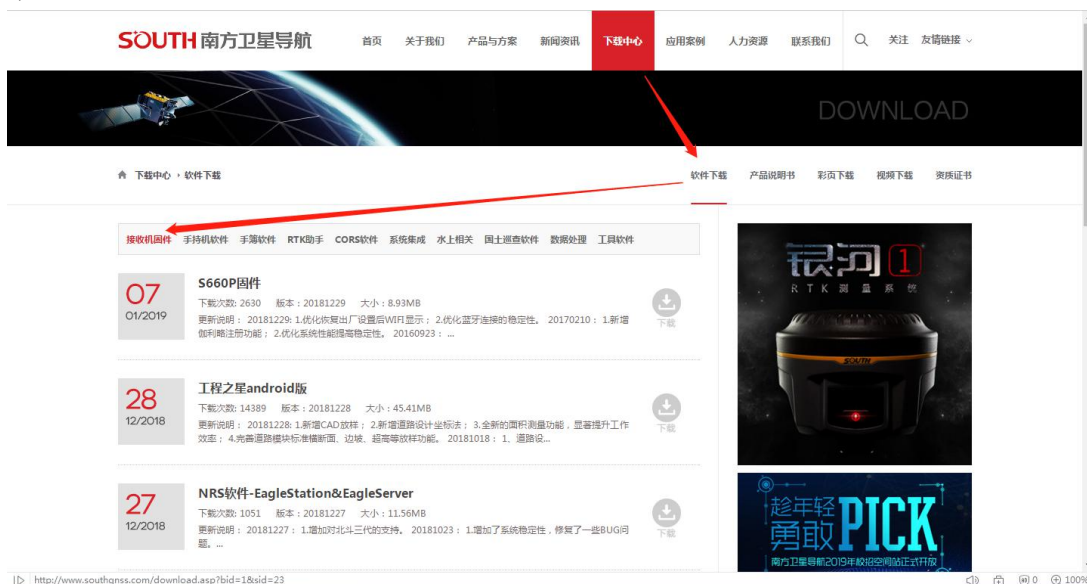 SOUTH 南方卫星导航 首页 关于我们 产品与方案 新闻资讯 下载中心 应用案例 人力资源 联系我们 关注 友情链接
DOWNLOAD
下载中心 › 软件下载 软件下载 产品说明书 彩页下载 视频下载 资质证书
接收机固件 手持机软件 手簿软件 RTK助手 CORS软件 系统集成 水上相关 国土巡查软件 数据处理 工具软件
07
01/2019
S660P固件
下载次数: 2630 版本：20181229 大小：8.93MB
更新说明： 20181229: 1.优化恢复出厂设置后WIFI显示； 2.优化蓝牙连接的稳定性。 20170210： 1.新增
伽利略注册功能； 2.优化系统性能提高稳定性。 20160923： ...
下载
28
12/2018
工程之星android版
下载次数: 14389 版本：20181228 大小：45.41MB
更新说明： 20181228: 1.新增CAD放样； 2.新增道路设计坐标法； 3.全新的面积测量功能，显著提升工作
效率； 4.完善道路模块标准横断面、边坡、超高等放样功能。 20181018： 1、道路设...
下载
27
12/2018
NRS软件-EagleStation&EagleServer
下载次数: 1051 版本：20181227 大小：11.56MB
更新说明： 20181227： 1.增加对北斗三代的支持。 20181023： 1.增加了系统稳定性，修复了一些BUG问
题。...
下载
银河1
RTK 测量系统
SOUTH
趁年轻
勇敢
PICK
南方卫星导航2019年校招空间站正式开放
http://www.southgnss.com/download.asp?bid=1&sid=23 0 100%